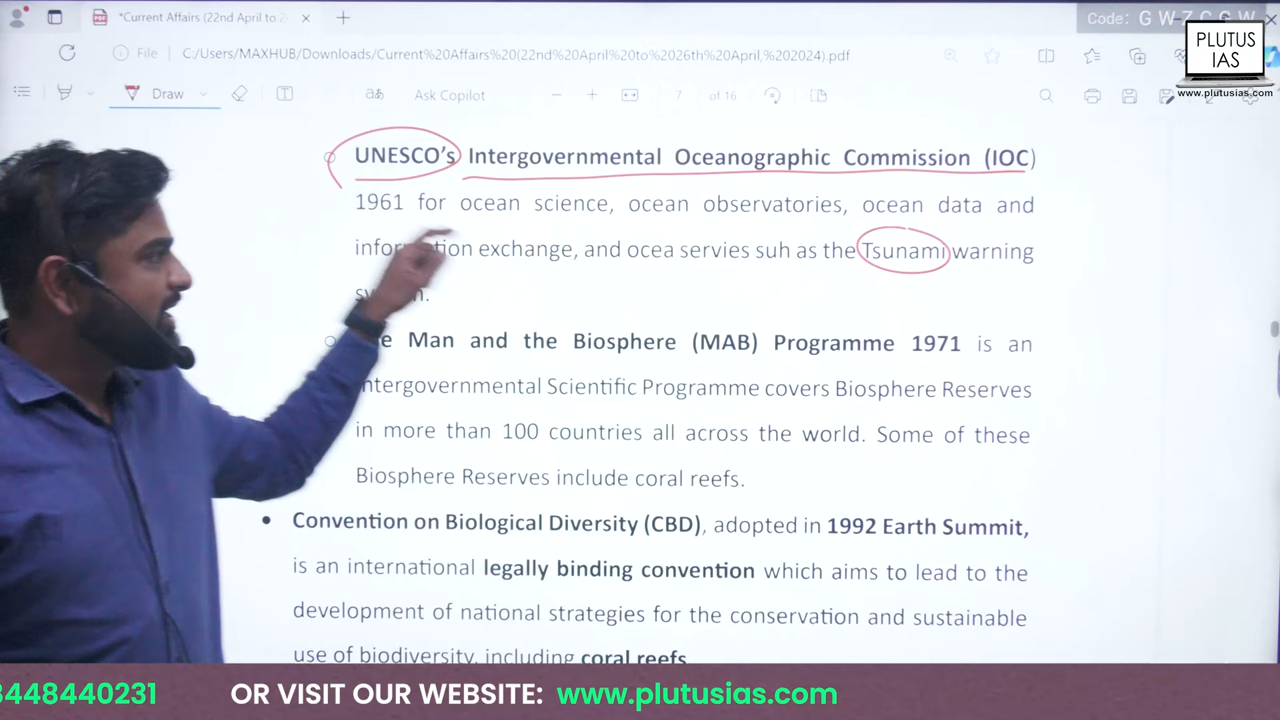 *Current Affairs (22nd April to 2
Code: G W Z C G W
File C:/Users/MAXHUB/Downloads/Current%20Affairs%20(22nd%20April%20to%2026th%20April,%202024).pdf
PLUTUS
IAS
www.plutusias.com
Draw
Ask Copilot
7 of 16
UNESCO's Intergovernmental Oceanographic Commission (IOC)
1961 for ocean science, ocean observatories, ocean data and
information exchange, and ocea servies suh as the Tsunami warning
Man and the Biosphere (MAB) Programme 1971 is an
ntergovernmental Scientific Programme covers Biosphere Reserves
in more than 100 countries all across the world. Some of these
Biosphere Reserves include coral reefs.
• Convention on Biological Diversity (CBD), adopted in 1992 Earth Summit,
is an international legally binding convention which aims to lead to the
development of national strategies for the conservation and sustainable
use of biodiversity, including coral reefs
8448440231 OR VISIT OUR WEBSITE: www.plutusias.com